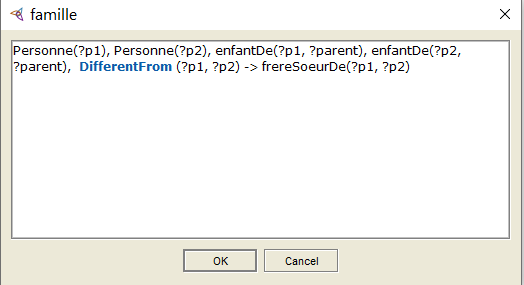 famille
Personne(?p1), Personne(?p2), enfantDe(?p1, ?parent), enfantDe(?p2,
?parent), DifferentFrom (?p1, ?p2) -> frereSoeurDe(?p1, ?p2)
OK Cancel